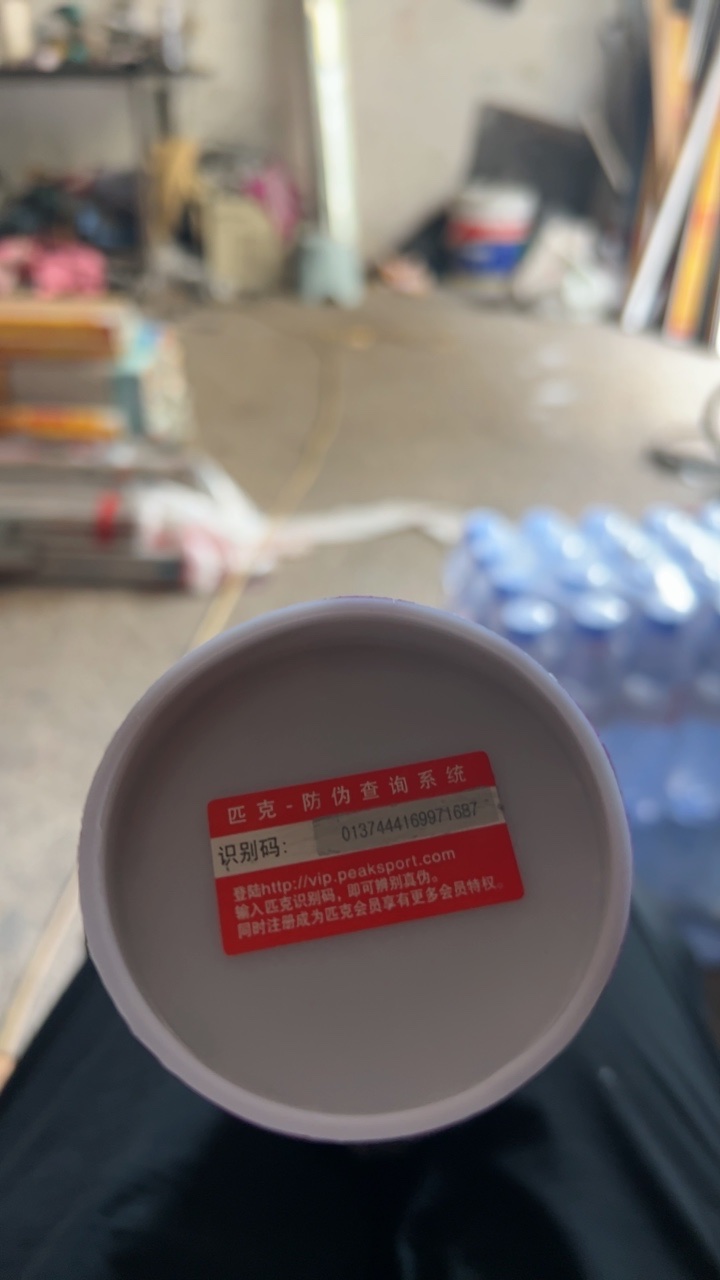 匹克-防伪查询系统
识别码: 0137444169971687
登陆http://vip.peaksport.com
输入匹克识别码，即可辨别真伪。
同时注册成为匹克会员享有更多会员特权。